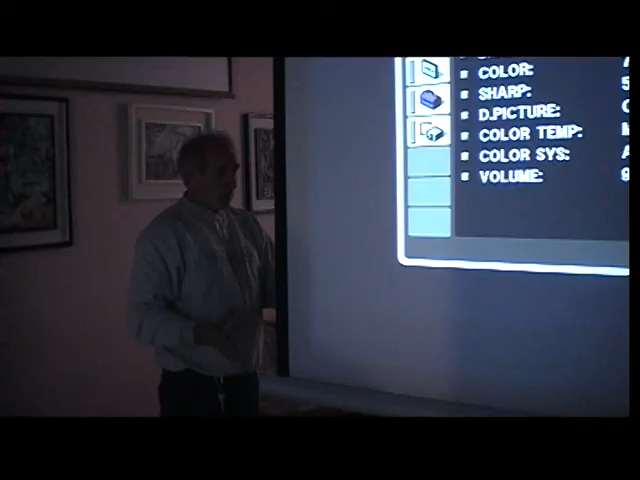 COLOR:
SHARP:
D.PICTURE:
COLOR TEMP:
COLOR SYS:
VOLUME: